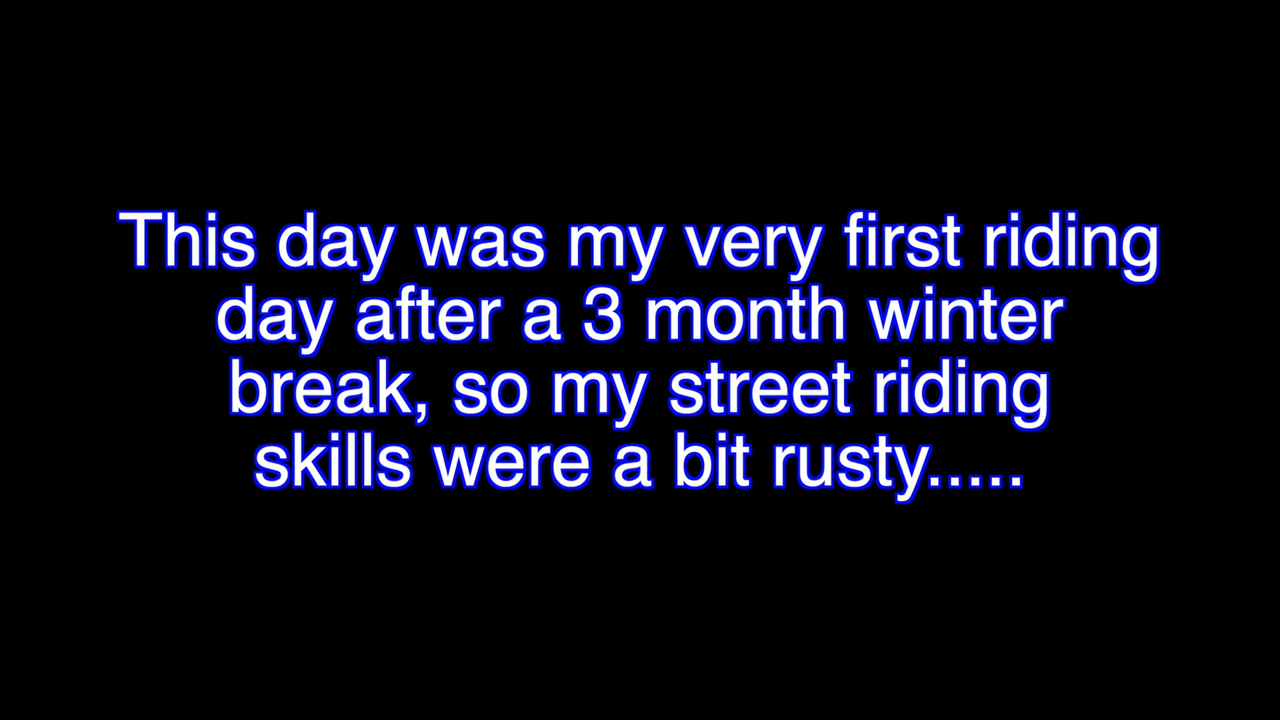 This day was my very first riding
day after a 3 month winter
break, so my street riding
skills were a bit rusty.....